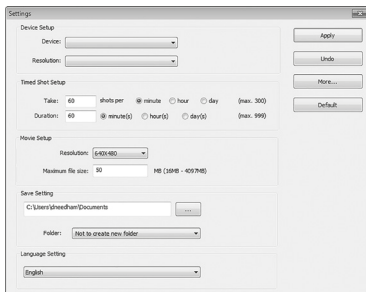 Settings
Device Setup
Device:
Resolution:
Timed Shot Setup
Take: 60 shots per minute hour day (max. 300)
Duration: 60 minute(s) hour(s) day(s) (max. 999)
Movie Setup
Resolution: 640X480
Maximum file size: 50 MB (16MB - 4097MB)
Save Setting
C:\Users\dneedham\Documents ...
Folder: Not to create new folder
Language Setting
English
Apply
Undo
More...
Default